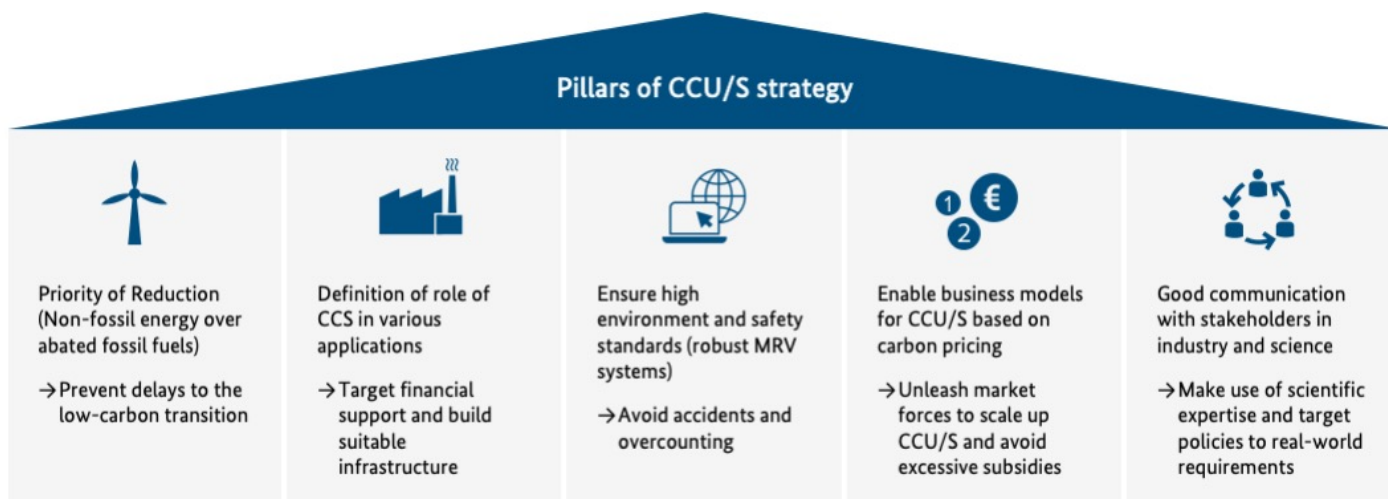 Pillars of CCU/S strategy
Priority of Reduction
(Non-fossil energy over
abated fossil fuels)
→Prevent delays to the
low-carbon transition
Definition of role of
CCS in various
applications
→Target financial
support and build
suitable
infrastructure
Ensure high
environment and safety
standards (robust MRV
systems)
→Avoid accidents and
overcounting
1
€
2
Enable business models
for CCU/S based on
carbon pricing
→Unleash market
forces to scale up
CCU/S and avoid
excessive subsidies
Good communication
with stakeholders in
industry and science
→Make use of scientific
expertise and target
policies to real-world
requirements